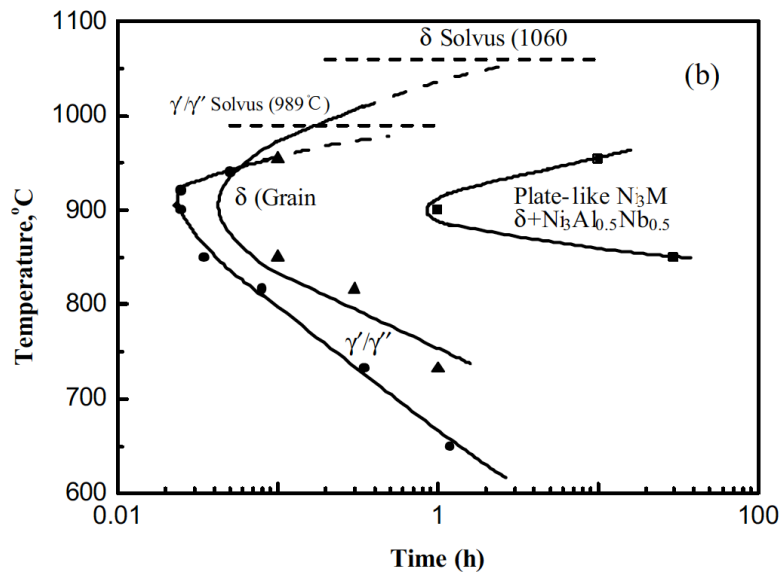 1100
δ Solvus (1060
(b)
γ′/γ″ Solvus (989℃)
1000
δ (Grain
Plate-like Ni3M
δ+Ni3Al0.5Nb0.5
900
800
γ′/γ″
700
600
0.01
1
100
Temperature,°C
Time (h)